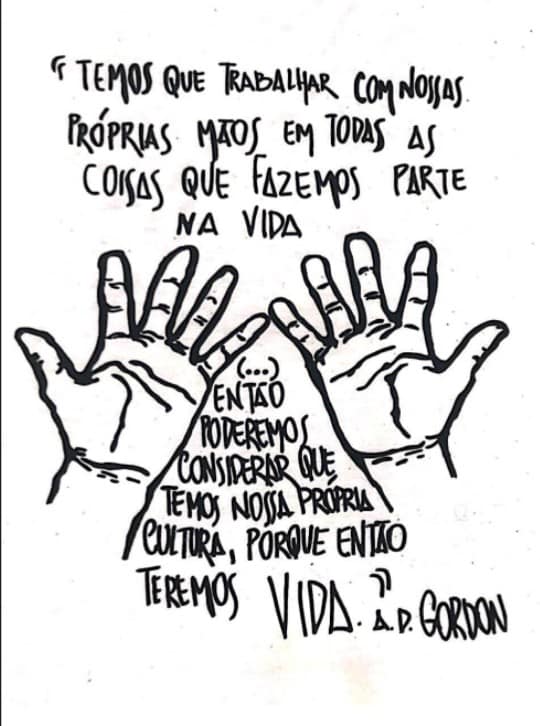 "TEMOS QUE TRABALHAR COM NOSSAS
PRÓPRIAS MÃOS EM TODAS AS
COISAS QUE FAZEMOS PARTE
NA VIDA
(...)
ENTÃO
PODEREMOS
CONSIDERAR QUE
TEMOS NOSSA PRÓPRIA
CULTURA, PORQUE ENTÃO
TEREMOS VIDA." A.D. GORDON